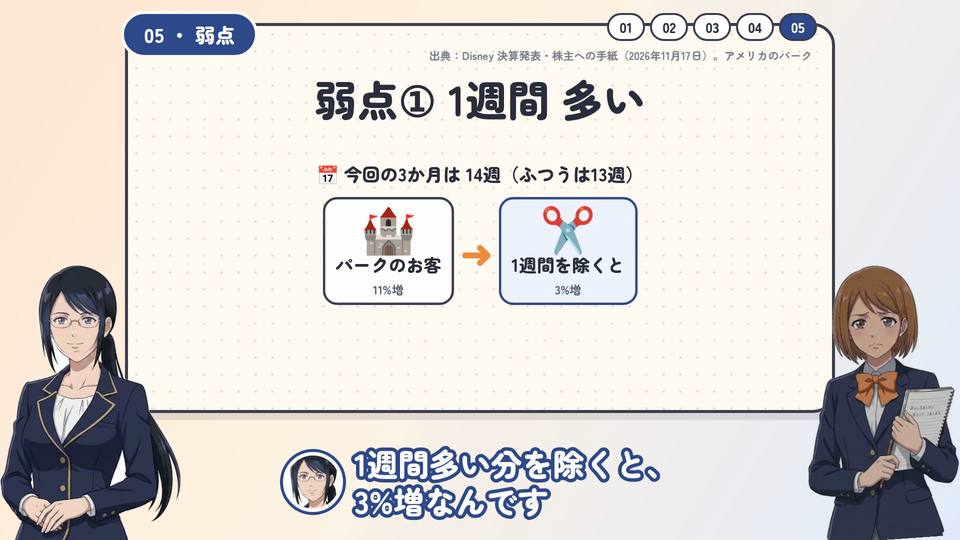 05 ・ 弱点
01 02 03 04 05
出典：Disney 決算発表・株主への手紙（2026年11月17日）。アメリカのパーク
弱点① 1週間 多い
July
17
今回の3か月は 14週（ふつうは13週）
パークのお客
11%増
1週間を除くと
3%増
1週間多い分を除くと、
3%増なんです